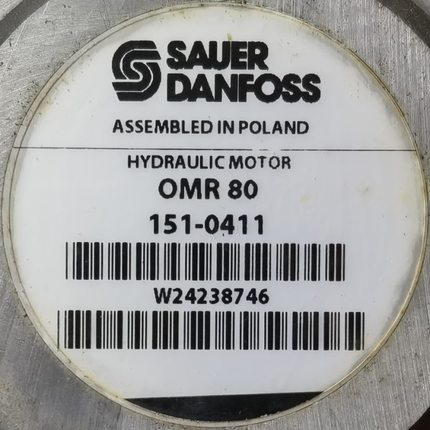 SAUER
DANFOSS
ASSEMBLED IN POLAND
HYDRAULIC MOTOR
OMR 80
151-0411
W24238746